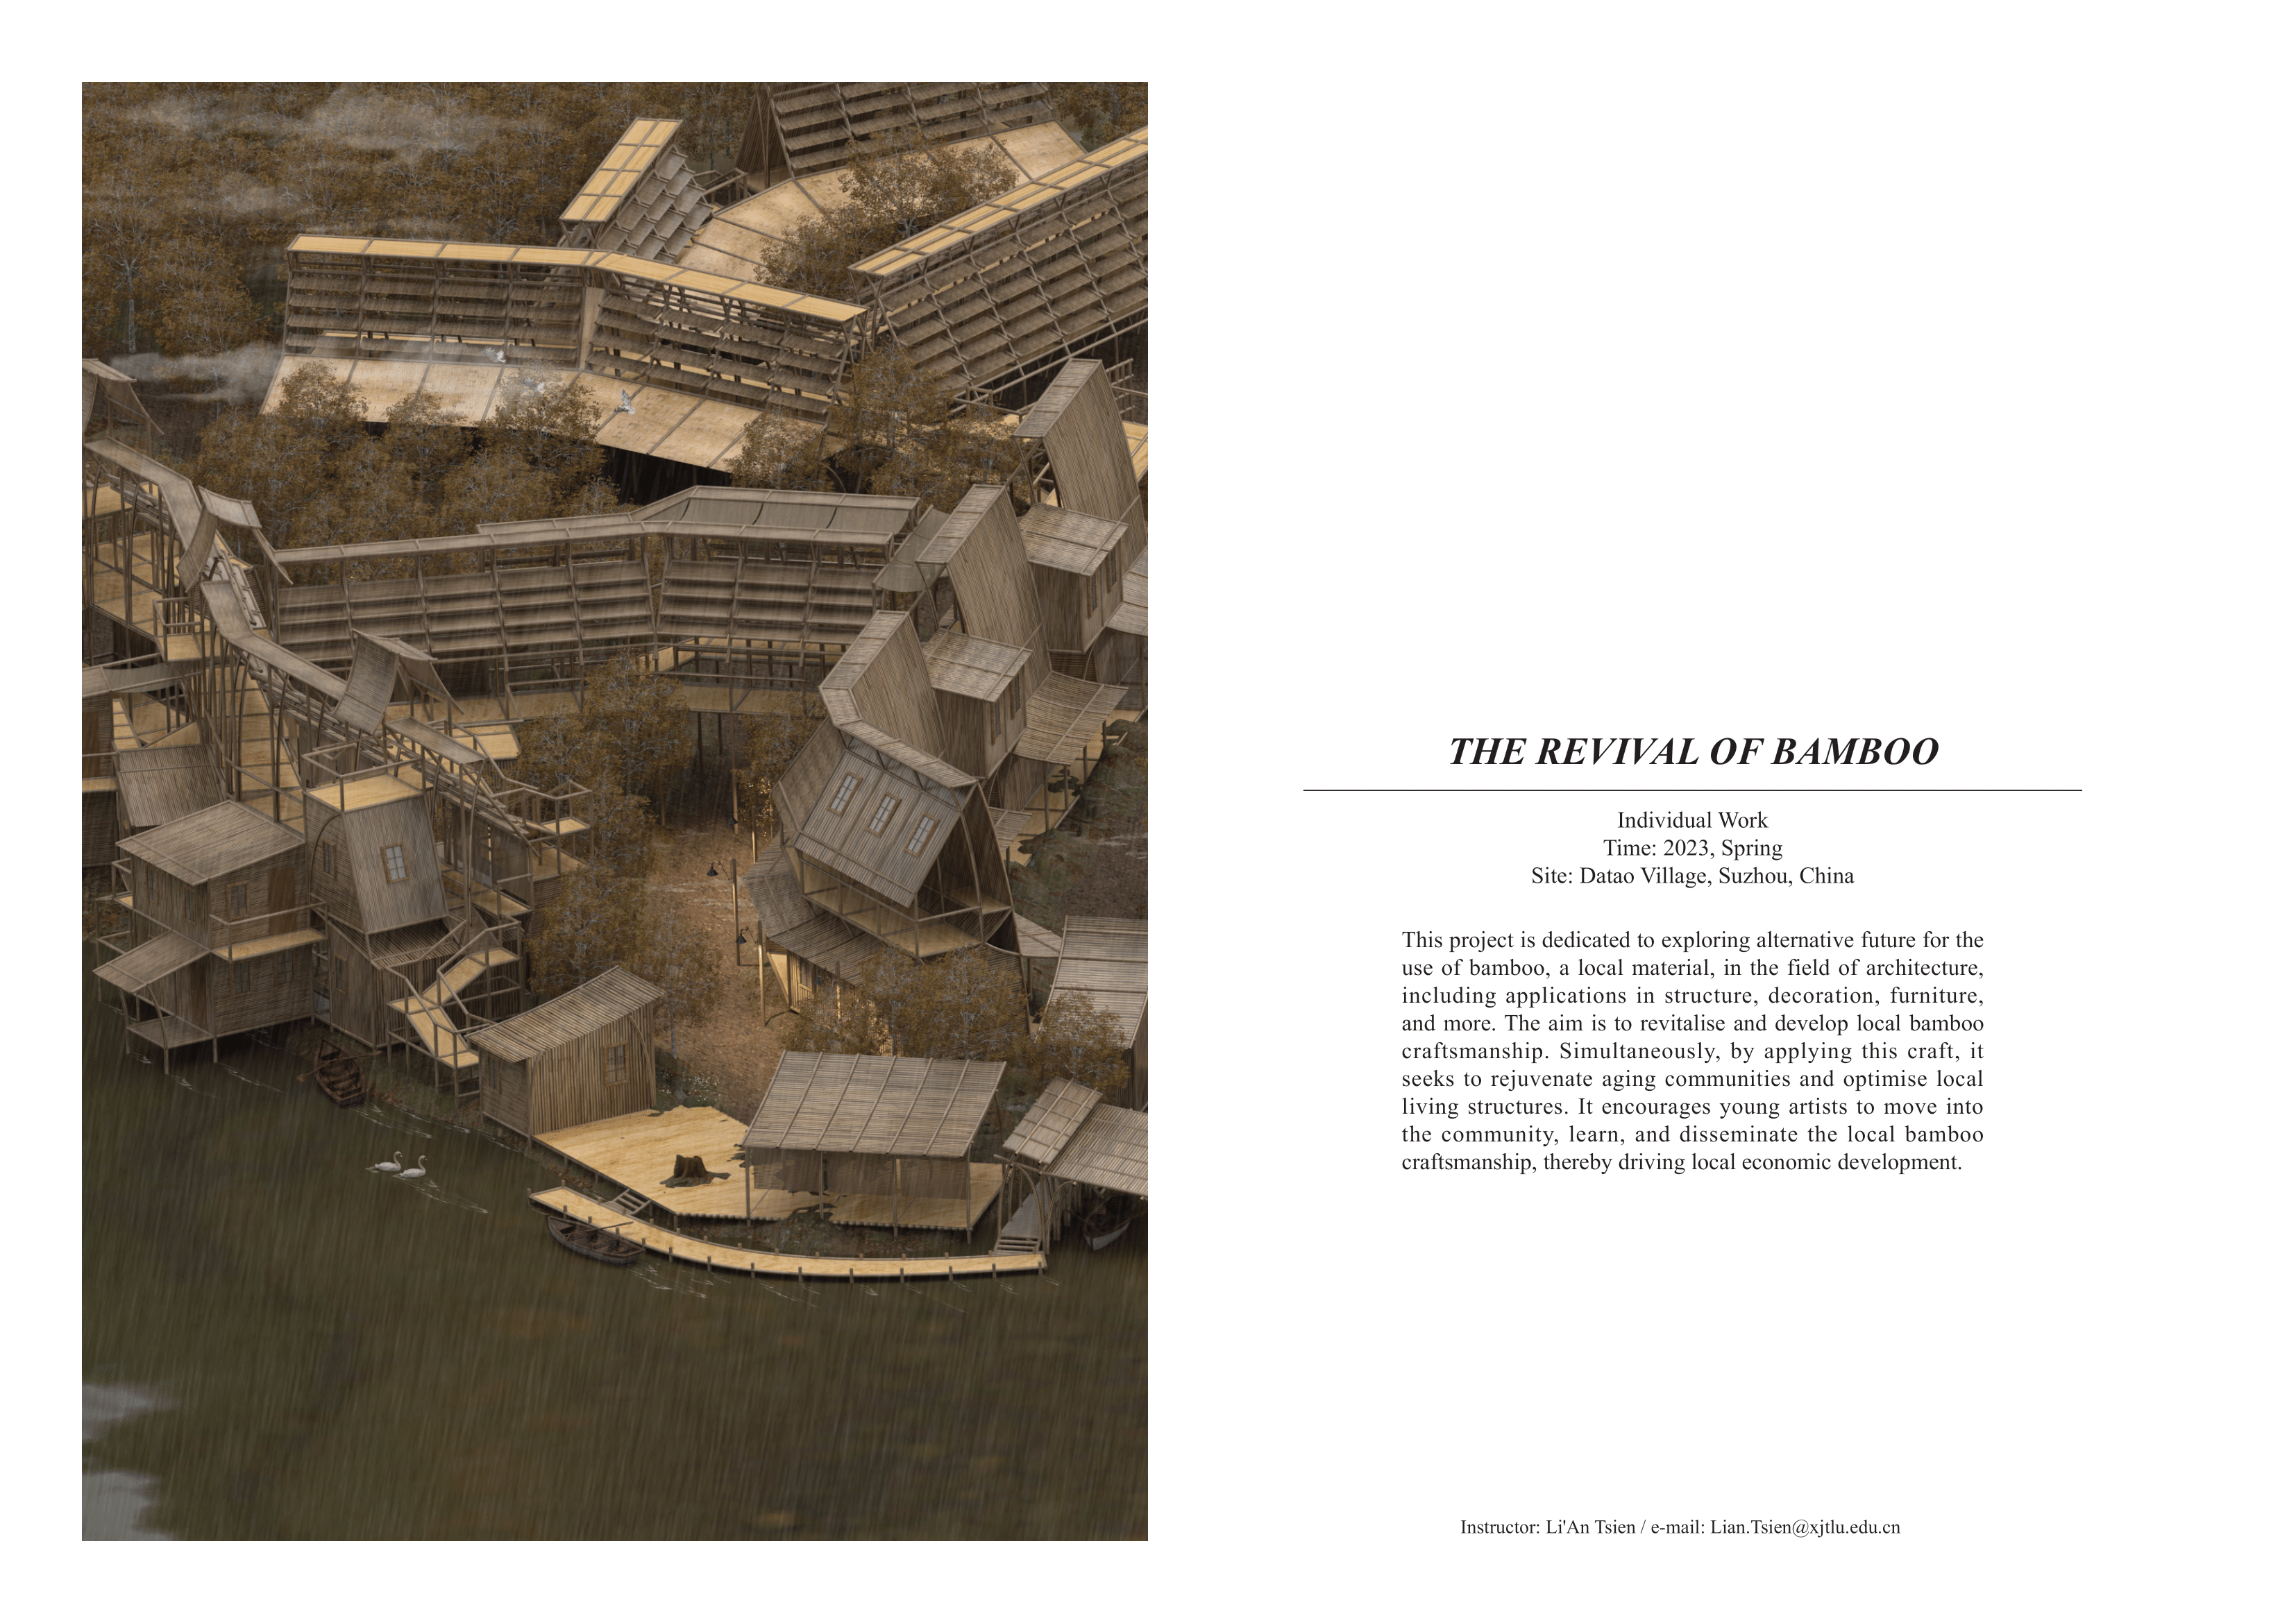 THE REVIVAL OF BAMBOO
Individual Work
Time: 2023, Spring
Site: Datao Village, Suzhou, China
This project is dedicated to exploring alternative future for the
use of bamboo, a local material, in the field of architecture,
including applications in structure, decoration, furniture,
and more. The aim is to revitalise and develop local bamboo
craftsmanship. Simultaneously, by applying this craft, it
seeks to rejuvenate aging communities and optimise local
living structures. It encourages young artists to move into
the community, learn, and disseminate the local bamboo
craftsmanship, thereby driving local economic development.
Instructor: Li'An Tsien / e-mail: Lian.Tsien@xjtlu.edu.cn